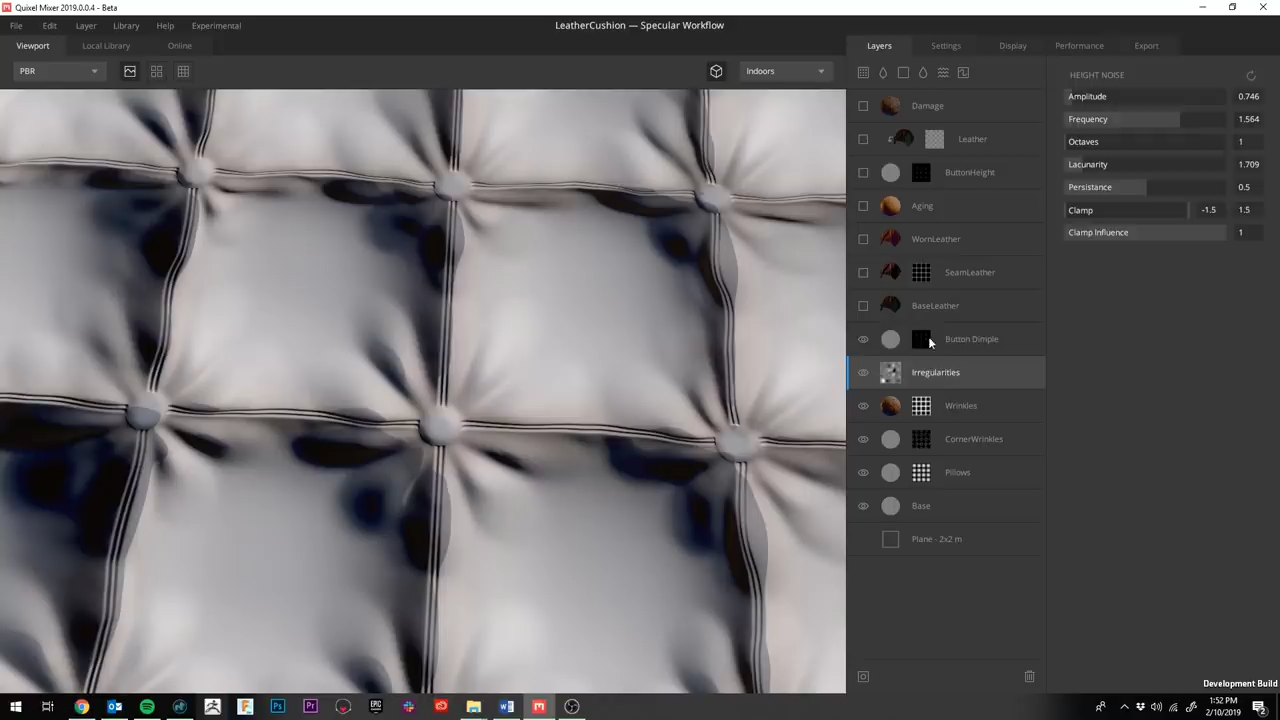 Quixel Mixer 2019.0.0.4 - Beta
File Edit Layer Library Help Experimental
LeatherCushion — Specular Workflow
Viewport Local Library Online
Layers Settings Display Performance Export
PBR
Indoors
HEIGHT NOISE
Amplitude 0.746
Frequency 1.564
Octaves 1
Lacunarity 1.709
Persistance 0.5
Clamp -1.5 1.5
Clamp Influence 1
Damage
Leather
ButtonHeight
Aging
WornLeather
SeamLeather
BaseLeather
Button Dimple
Irregularities
Wrinkles
CornerWrinkles
Pillows
Base
Plane - 2x2 m
Development Build
1:52 PM
2/10/2019